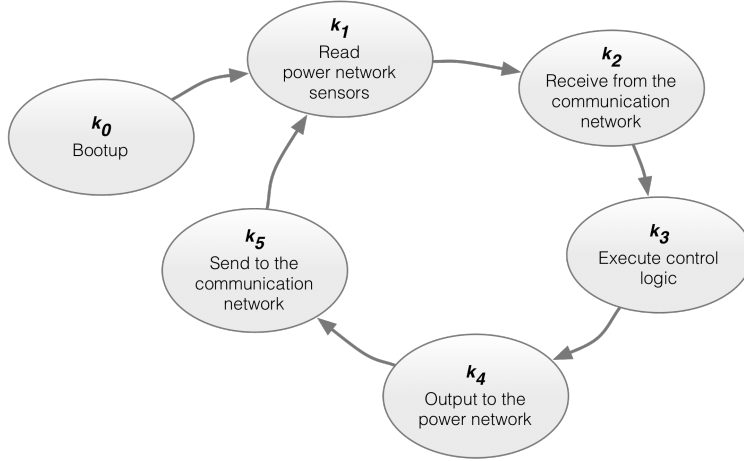 k0
Bootup
k1
Read
power network
sensors
k2
Receive from the
communication
network
k3
Execute control
logic
k4
Output to the
power network
k5
Send to the
communication
network